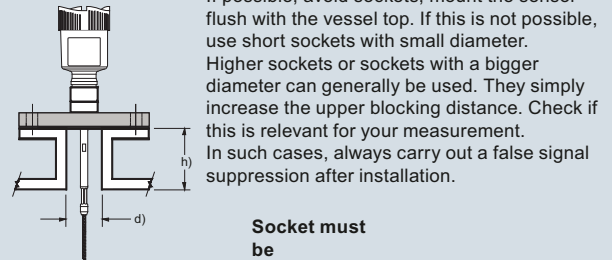 If possible, avoid sockets; mount the sensor
flush with the vessel top. If this is not possible,
use short sockets with small diameter.
Higher sockets or sockets with a bigger
diameter can generally be used. They simply
increase the upper blocking distance. Check if
this is relevant for your measurement.
In such cases, always carry out a false signal
suppression after installation.
h)
d)
Socket must
be